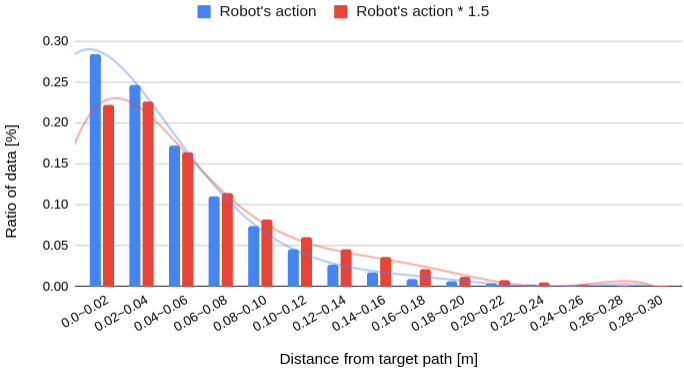 Robot's action Robot's action * 1.5
Ratio of data [%]
0.30
0.25
0.20
0.15
0.10
0.05
0.00
0.0~0.02 0.02~0.04 0.04~0.06 0.06~0.08 0.08~0.10 0.10~0.12 0.12~0.14 0.14~0.16 0.16~0.18 0.18~0.20 0.20~0.22 0.22~0.24 0.24~0.26 0.26~0.28 0.28~0.30
Distance from target path [m]